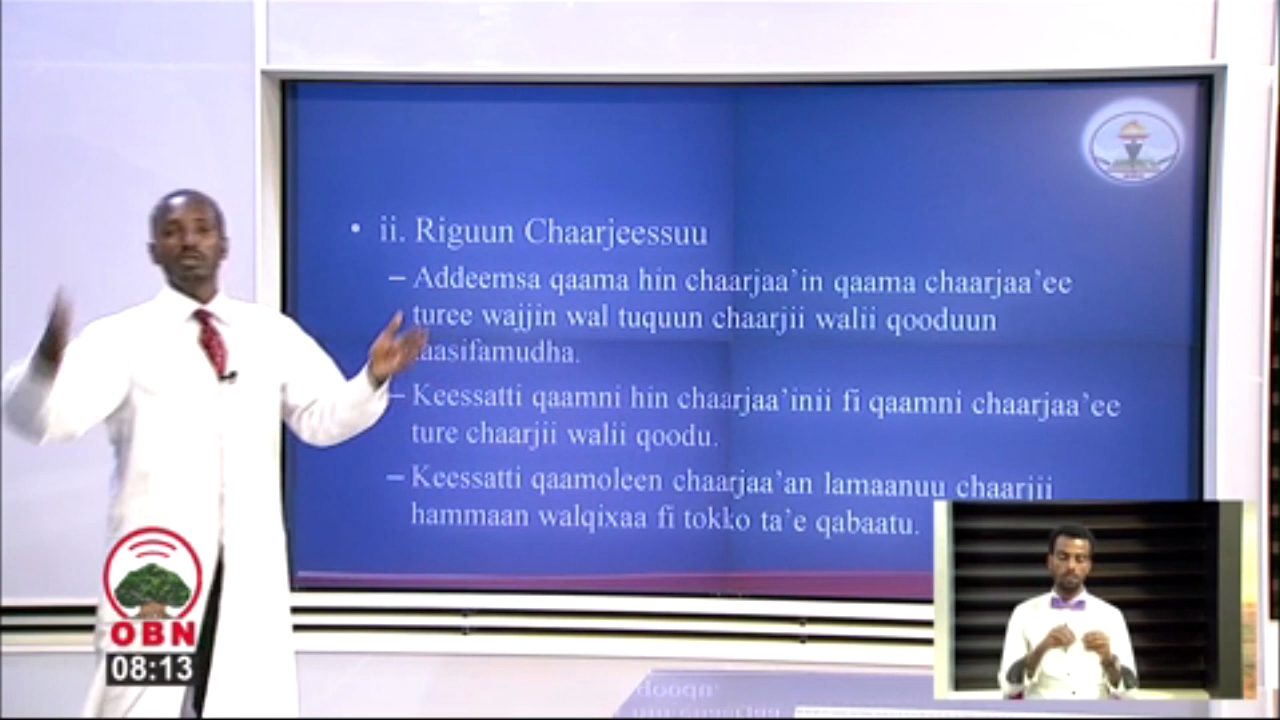 • ii. Riguun Chaarjeessuu
– Addeemsa qaama hin chaarjaa’in qaama chaarjaa’ee
turee wajjin wal tuquun chaarjii walii qooduun
– Keessatti qaamni hin chaarjaa’inii fi qaamni chaarjaa’ee
ture chaarjii walii qoodu.
– Keessatti qaamoleen chaarjaa’an lamaanuu chaarjii
hammaan walqixaa fi tokko ta’e qabaatu.
OBN
08:13